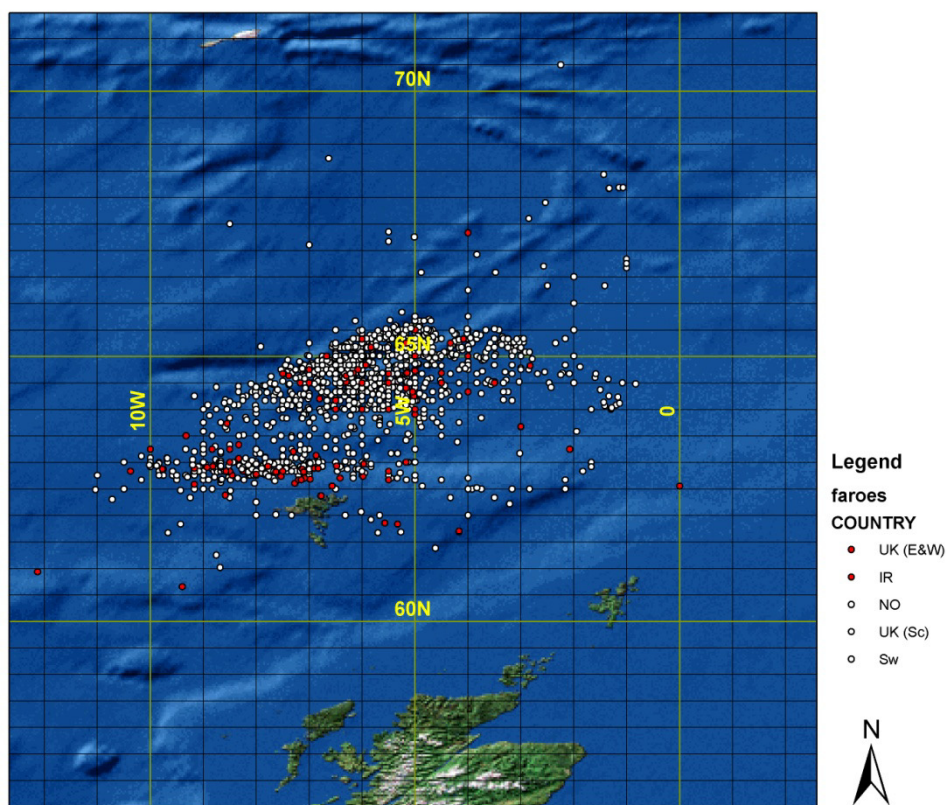 70N
65N
10W
5W
0
60N
Legend
faroes
COUNTRY
UK (E&W)
IR
NO
UK (Sc)
Sw
N